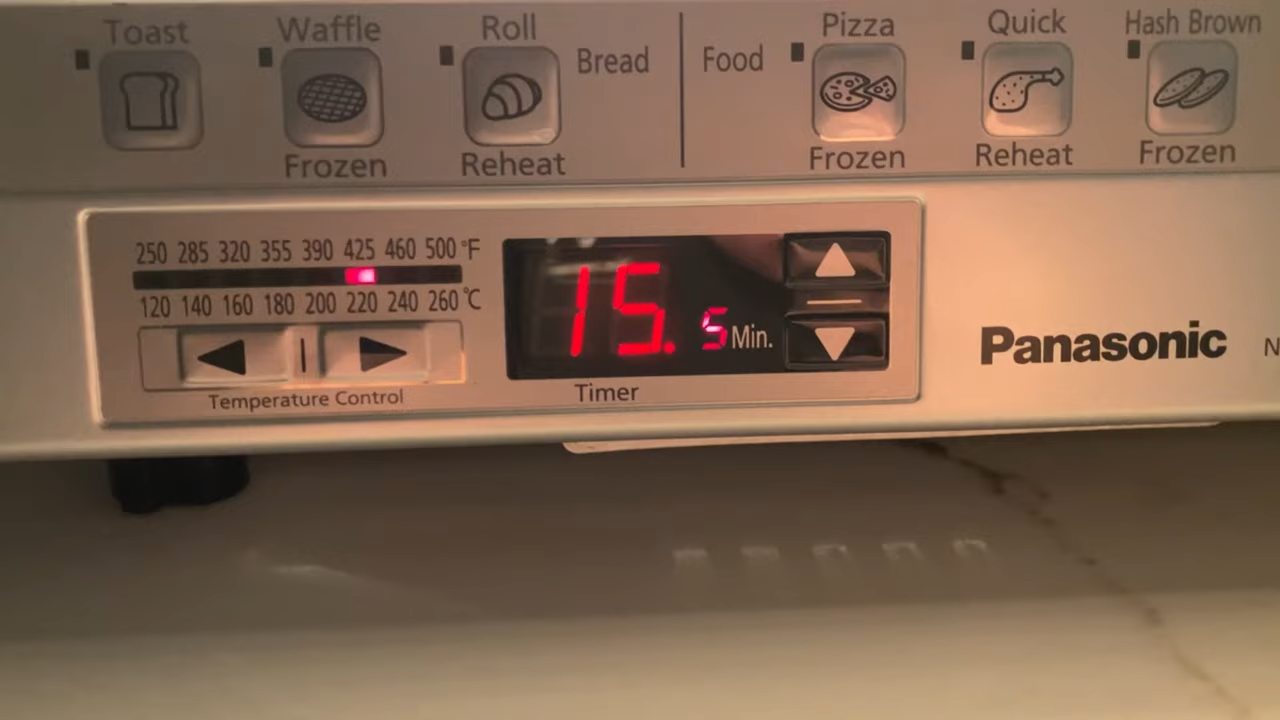 Toast Waffle Roll Pizza Quick Hash Brown
Bread Food
Frozen Reheat Frozen Reheat Frozen
250 285 320 355 390 425 460 500 °F
120 140 160 180 200 220 240 260 °C
15.5 Min.
Panasonic
Temperature Control
Timer